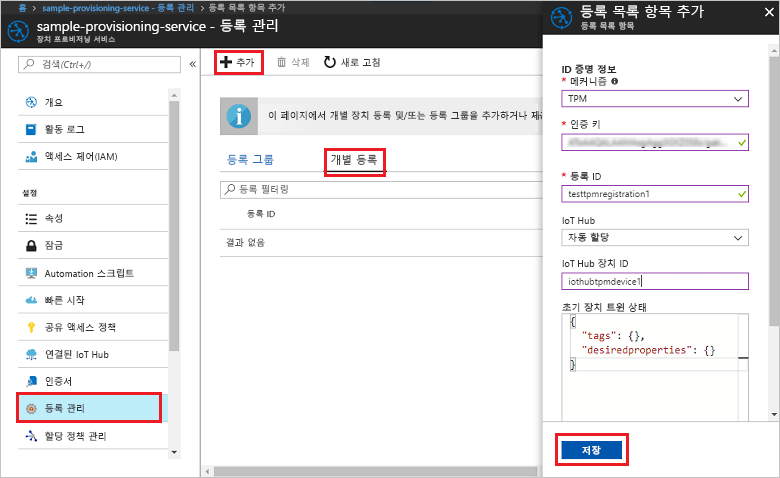 홈 > sample-provisioning-service - 등록 관리 > 등록 목록 항목 추가
sample-provisioning-service - 등록 관리
장치 프로비저닝 서비스
검색(Ctrl+/)
개요
활동 로그
액세스 제어(IAM)
설정
속성
잠금
Automation 스크립트
빠른 시작
공유 액세스 정책
연결된 IoT Hub
인증서
등록 관리
할당 정책 관리
추가
삭제
새로 고침
이 페이지에서 개별 장치 등록 및/또는 등록 그룹을 추가하거나
등록 그룹
개별 등록
등록 필터링
등록 ID
결과 없음
등록 목록 항목 추가
등록 목록 항목
ID 증명 정보
* 메커니즘
TPM
* 인증 키
* 등록 ID
testtpmregistration1
IoT Hub
자동 할당
IoT Hub 장치 ID
iothubtpmdevice1
초기 장치 트윈 상태
{
"tags": {},
"desiredproperties": {}
}
저장